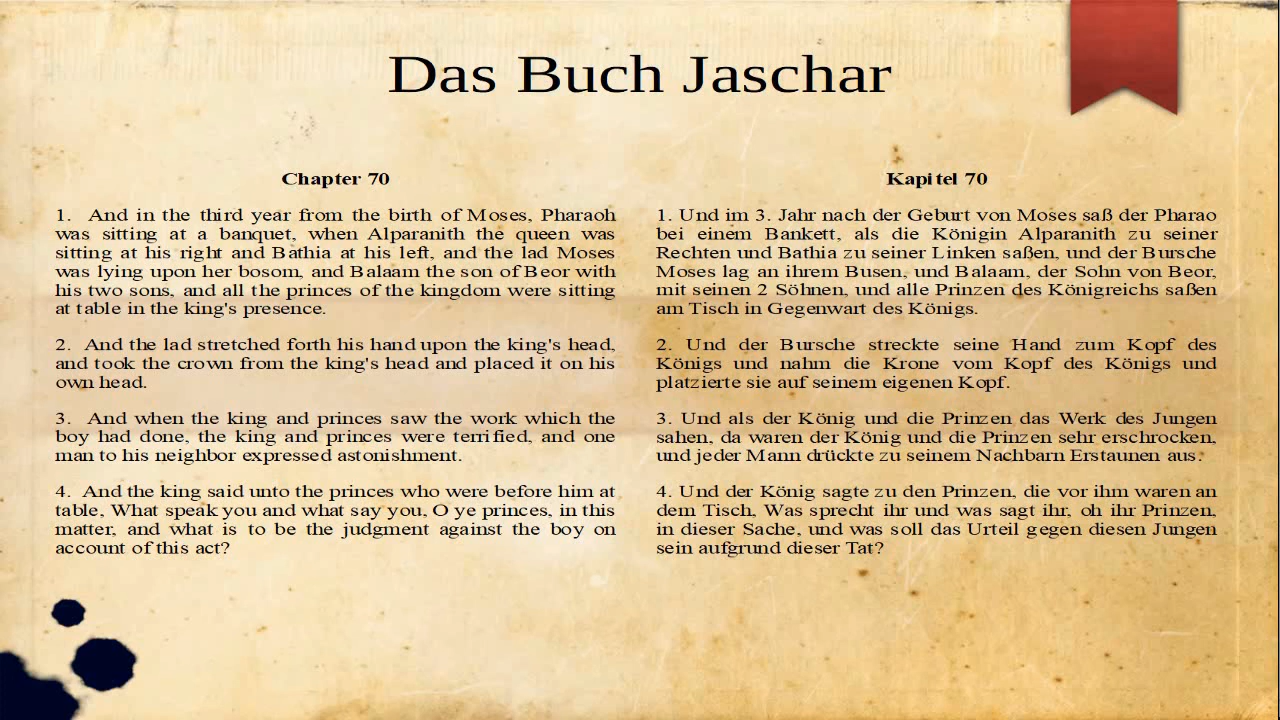 Das Buch Jaschar
Chapter 70
1. And in the third year from the birth of Moses, Pharaoh
was sitting at a banquet, when Alparanith the queen was
sitting at his right and Bathia at his left, and the lad Moses
was lying upon her bosom, and Balaam the son of Beor with
his two sons, and all the princes of the kingdom were sitting
at table in the king's presence.
2. And the lad stretched forth his hand upon the king's head,
and took the crown from the king's head and placed it on his
own head.
3. And when the king and princes saw the work which the
boy had done, the king and princes were terrified, and one
man to his neighbor expressed astonishment.
4. And the king said unto the princes who were before him at
table, What speak you and what say you, O ye princes, in this
matter, and what is to be the judgment against the boy on
account of this act?
Kapitel 70
1. Und im 3. Jahr nach der Geburt von Moses saß der Pharao
bei einem Bankett, als die Königin Alparanith zu seiner
Rechten und Bathia zu seiner Linken saßen, und der Bursche
Moses lag an ihrem Busen, und Balaam, der Sohn von Beor,
mit seinen 2 Söhnen, und alle Prinzen des Königreichs saßen
am Tisch in Gegenwart des Königs.
2. Und der Bursche streckte seine Hand zum Kopf des
Königs und nahm die Krone vom Kopf des Königs und
platzierte sie auf seinem eigenen Kopf.
3. Und als der König und die Prinzen das Werk des Jungen
sahen, da waren der König und die Prinzen sehr erschrocken,
und jeder Mann drückte zu seinem Nachbarn Erstaunen aus.
4. Und der König sagte zu den Prinzen, die vor ihm waren an
dem Tisch, Was sprecht ihr und was sagt ihr, oh ihr Prinzen,
in dieser Sache, und was soll das Urteil gegen diesen Jungen
sein aufgrund dieser Tat?